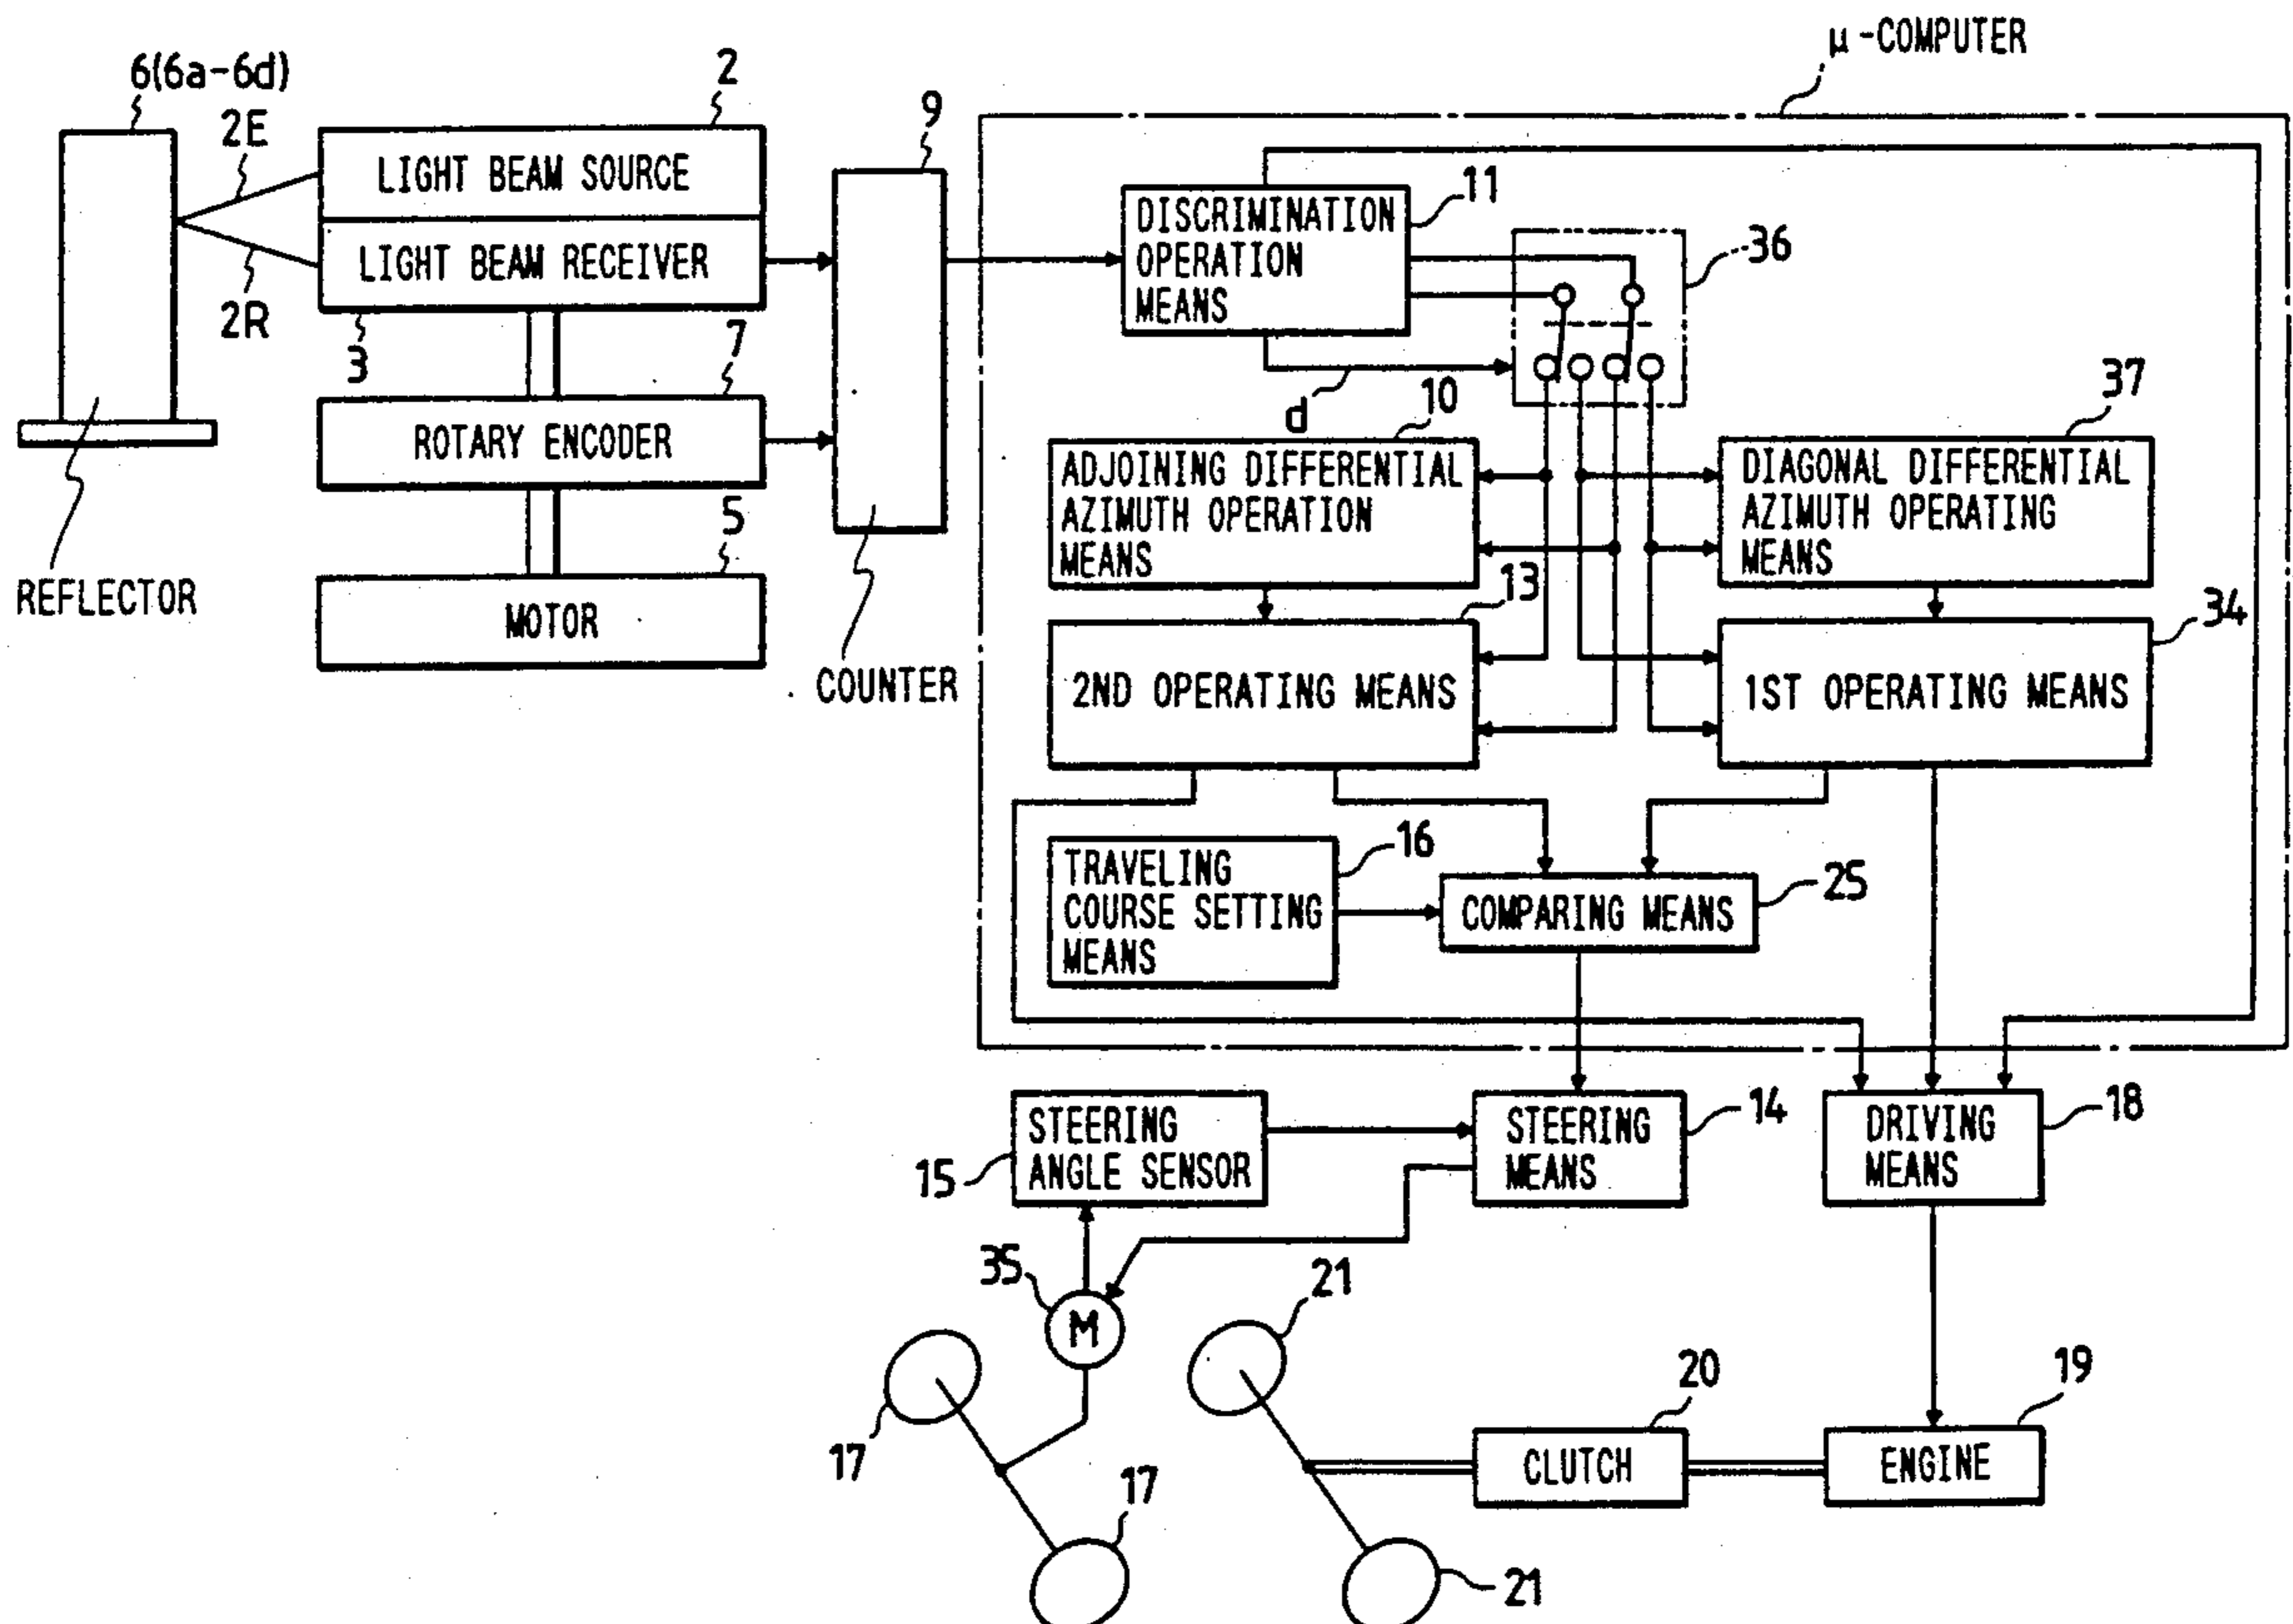 μ-COMPUTER
6(6a-6d)
2E
2
LIGHT BEAM SOURCE
LIGHT BEAM RECEIVER
2R
3
7
ROTARY ENCODER
5
MOTOR
REFLECTOR
9
COUNTER
DISCRIMINATION
OPERATION
MEANS
11
36
d
10
ADJOINING DIFFERENTIAL
AZIMUTH OPERATION
MEANS
37
DIAGONAL DIFFERENTIAL
AZIMUTH OPERATING
MEANS
13
2ND OPERATING MEANS
34
1ST OPERATING MEANS
TRAVELING
COURSE SETTING
MEANS
16
COMPARING MEANS
25
STEERING
ANGLE SENSOR
15
STEERING
MEANS
14
DRIVING
MEANS
18
35
M
21
17
17
20
CLUTCH
19
ENGINE
21